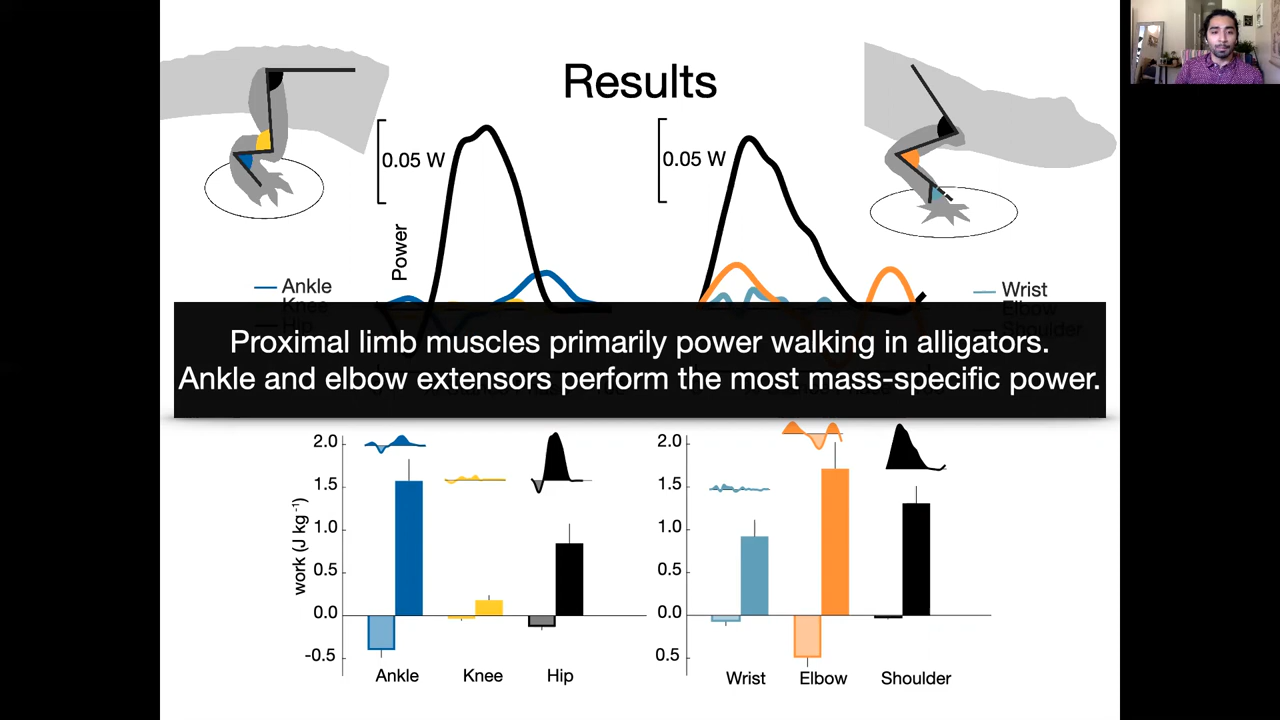 Results
0.05 W
0.05 W
Power
Ankle
Knee
Wrist
Elbow
Shoulder
Proximal limb muscles primarily power walking in alligators.
Ankle and elbow extensors perform the most mass-specific power.
work (J kg⁻¹)
2.0
1.5
1.0
0.5
0.0
-0.5
Ankle Knee Hip
2.0
1.5
1.0
0.5
0.0
0.5
Wrist Elbow Shoulder